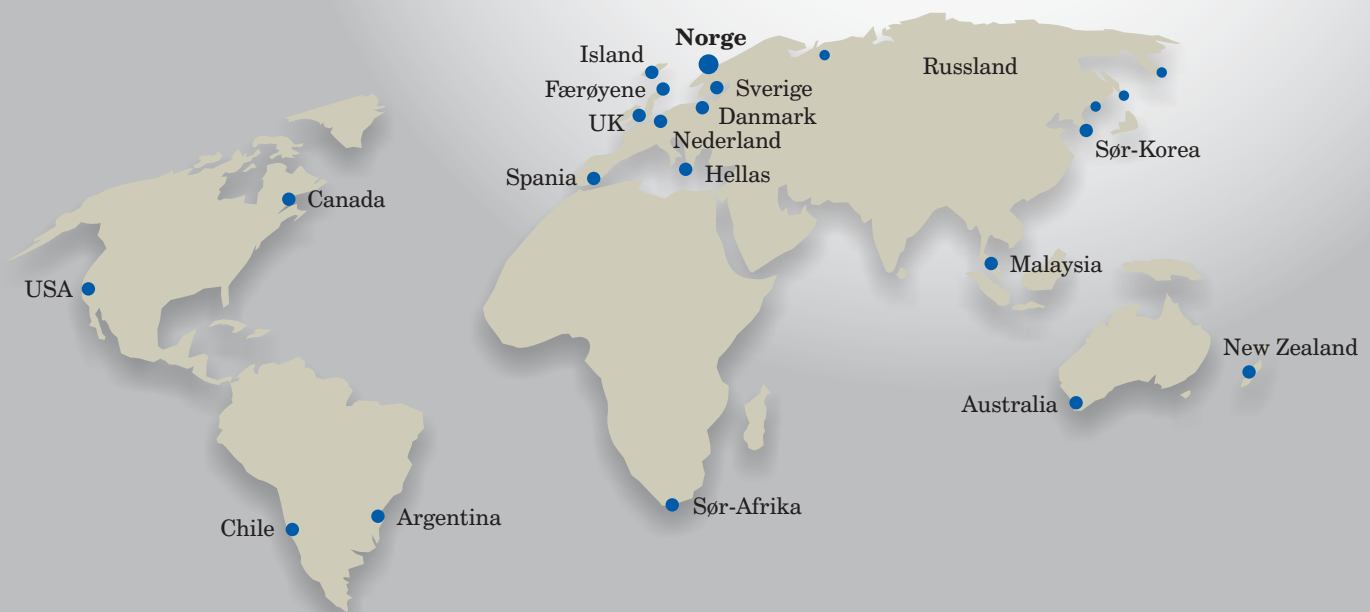 Norge
Island
Russland
Færøyene
Sverige
UK
Danmark
Nederland
Sør-Korea
Spania
Hellas
Canada
Malaysia
USA
New Zealand
Australia
Sør-Afrika
Chile
Argentina